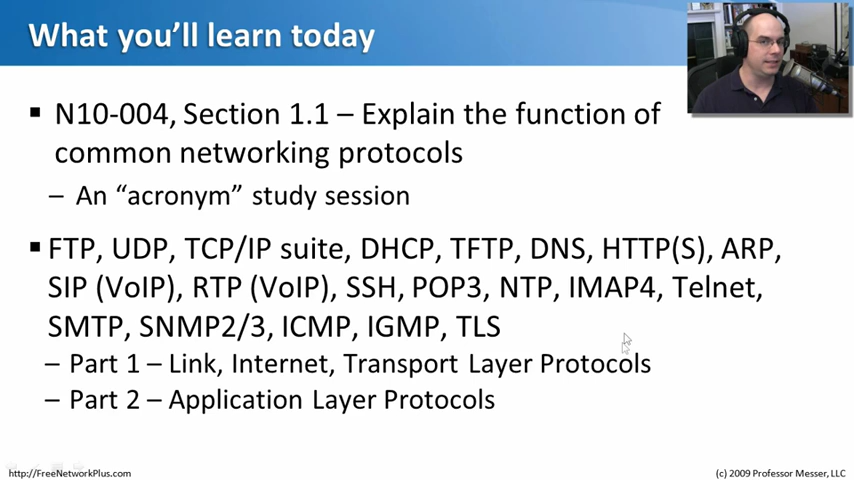 What you'll learn today
▪ N10-004, Section 1.1 – Explain the function of
common networking protocols
– An “acronym” study session
▪ FTP, UDP, TCP/IP suite, DHCP, TFTP, DNS, HTTP(S), ARP,
SIP (VoIP), RTP (VoIP), SSH, POP3, NTP, IMAP4, Telnet,
SMTP, SNMP2/3, ICMP, IGMP, TLS
– Part 1 – Link, Internet, Transport Layer Protocols
– Part 2 – Application Layer Protocols
http://FreeNetworkPlus.com
(c) 2009 Professor Messer, LLC